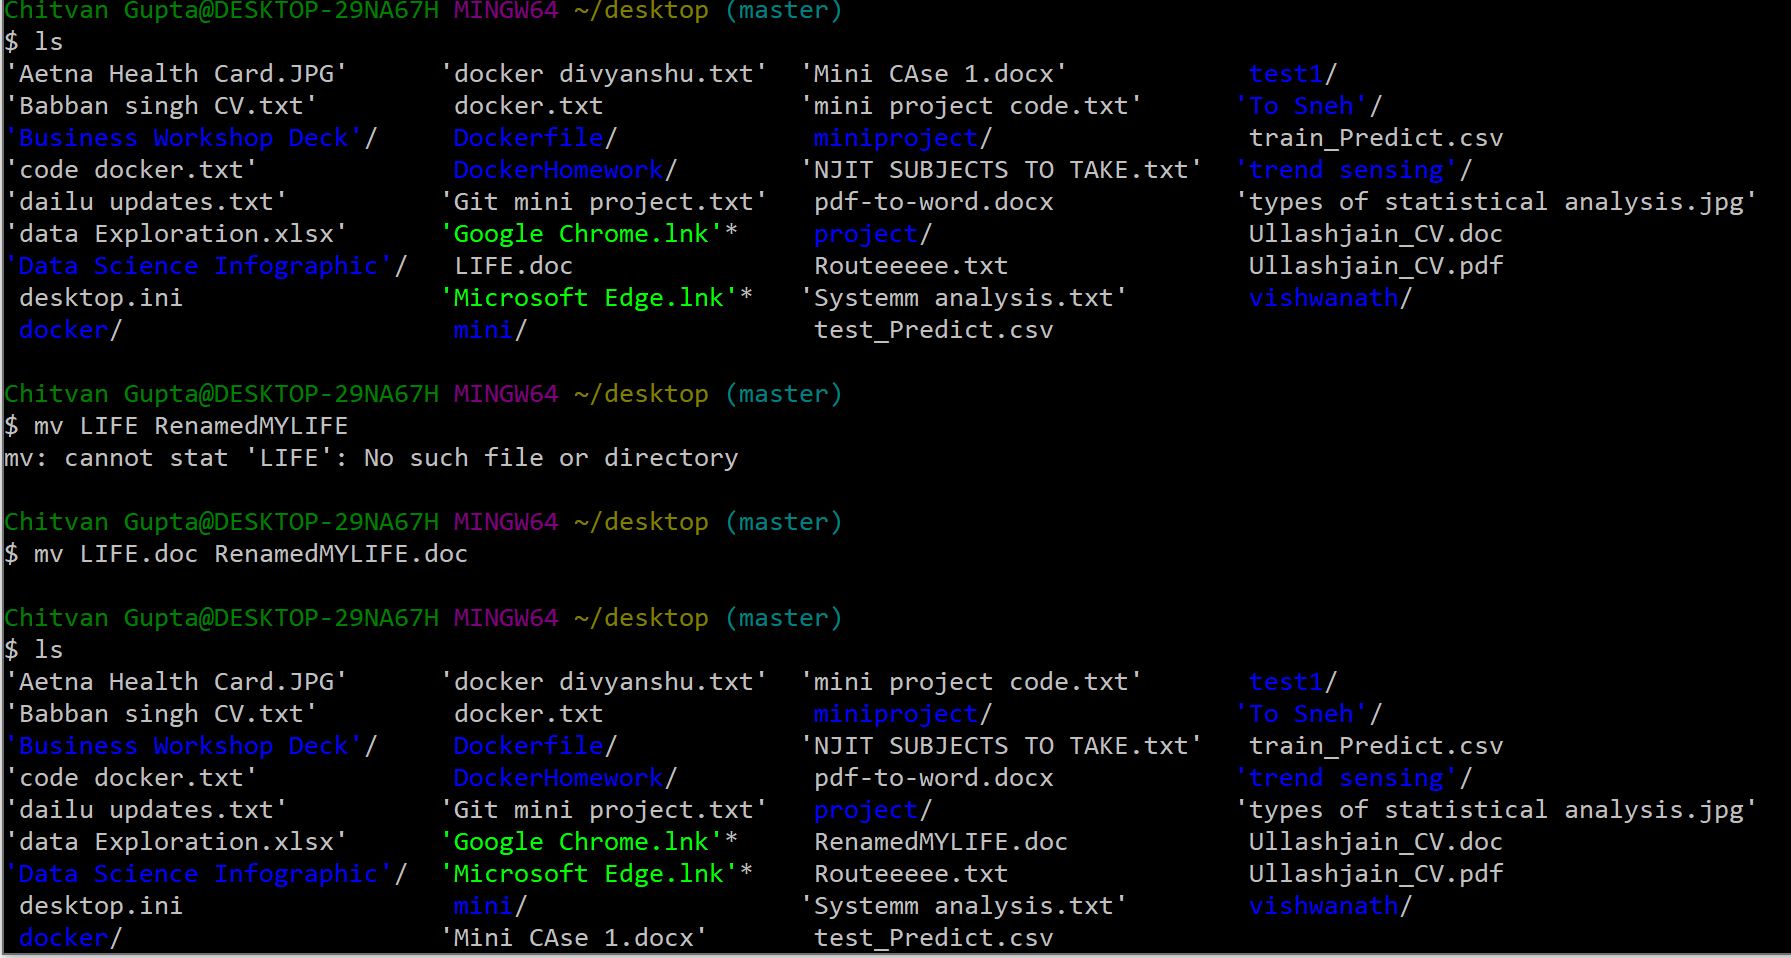 Chitvan Gupta@DESKTOP-29NA67H MINGW64 ~/desktop (master)
$ ls
'Aetna Health Card.JPG' 'docker divyanshu.txt' 'Mini CAse 1.docx' test1/
'Babban singh CV.txt' docker.txt 'mini project code.txt' 'To Sneh'/
'Business Workshop Deck'/ Dockerfile/ miniproject/ train_Predict.csv
'code docker.txt' DockerHomework/ 'NJIT SUBJECTS TO TAKE.txt' 'trend sensing'/
'dailu updates.txt' 'Git mini project.txt' pdf-to-word.docx 'types of statistical analysis.jpg'
'data Exploration.xlsx' 'Google Chrome.lnk'* project/ Ullashjain_CV.doc
'Data Science Infographic'/ LIFE.doc Routeeeee.txt Ullashjain_CV.pdf
desktop.ini 'Microsoft Edge.lnk'* 'Systemm analysis.txt' vishwanath/
docker/ mini/ test_Predict.csv
Chitvan Gupta@DESKTOP-29NA67H MINGW64 ~/desktop (master)
$ mv LIFE RenamedMYLIFE
mv: cannot stat 'LIFE': No such file or directory
Chitvan Gupta@DESKTOP-29NA67H MINGW64 ~/desktop (master)
$ mv LIFE.doc RenamedMYLIFE.doc
Chitvan Gupta@DESKTOP-29NA67H MINGW64 ~/desktop (master)
$ ls
'Aetna Health Card.JPG' 'docker divyanshu.txt' 'mini project code.txt' test1/
'Babban singh CV.txt' docker.txt miniproject/ 'To Sneh'/
'Business Workshop Deck'/ Dockerfile/ 'NJIT SUBJECTS TO TAKE.txt' train_Predict.csv
'code docker.txt' DockerHomework/ pdf-to-word.docx 'trend sensing'/
'dailu updates.txt' 'Git mini project.txt' project/ 'types of statistical analysis.jpg'
'data Exploration.xlsx' 'Google Chrome.lnk'* RenamedMYLIFE.doc Ullashjain_CV.doc
'Data Science Infographic'/ 'Microsoft Edge.lnk'* Routeeeee.txt Ullashjain_CV.pdf
desktop.ini mini/ 'Systemm analysis.txt' vishwanath/
docker/ 'Mini CAse 1.docx' test_Predict.csv